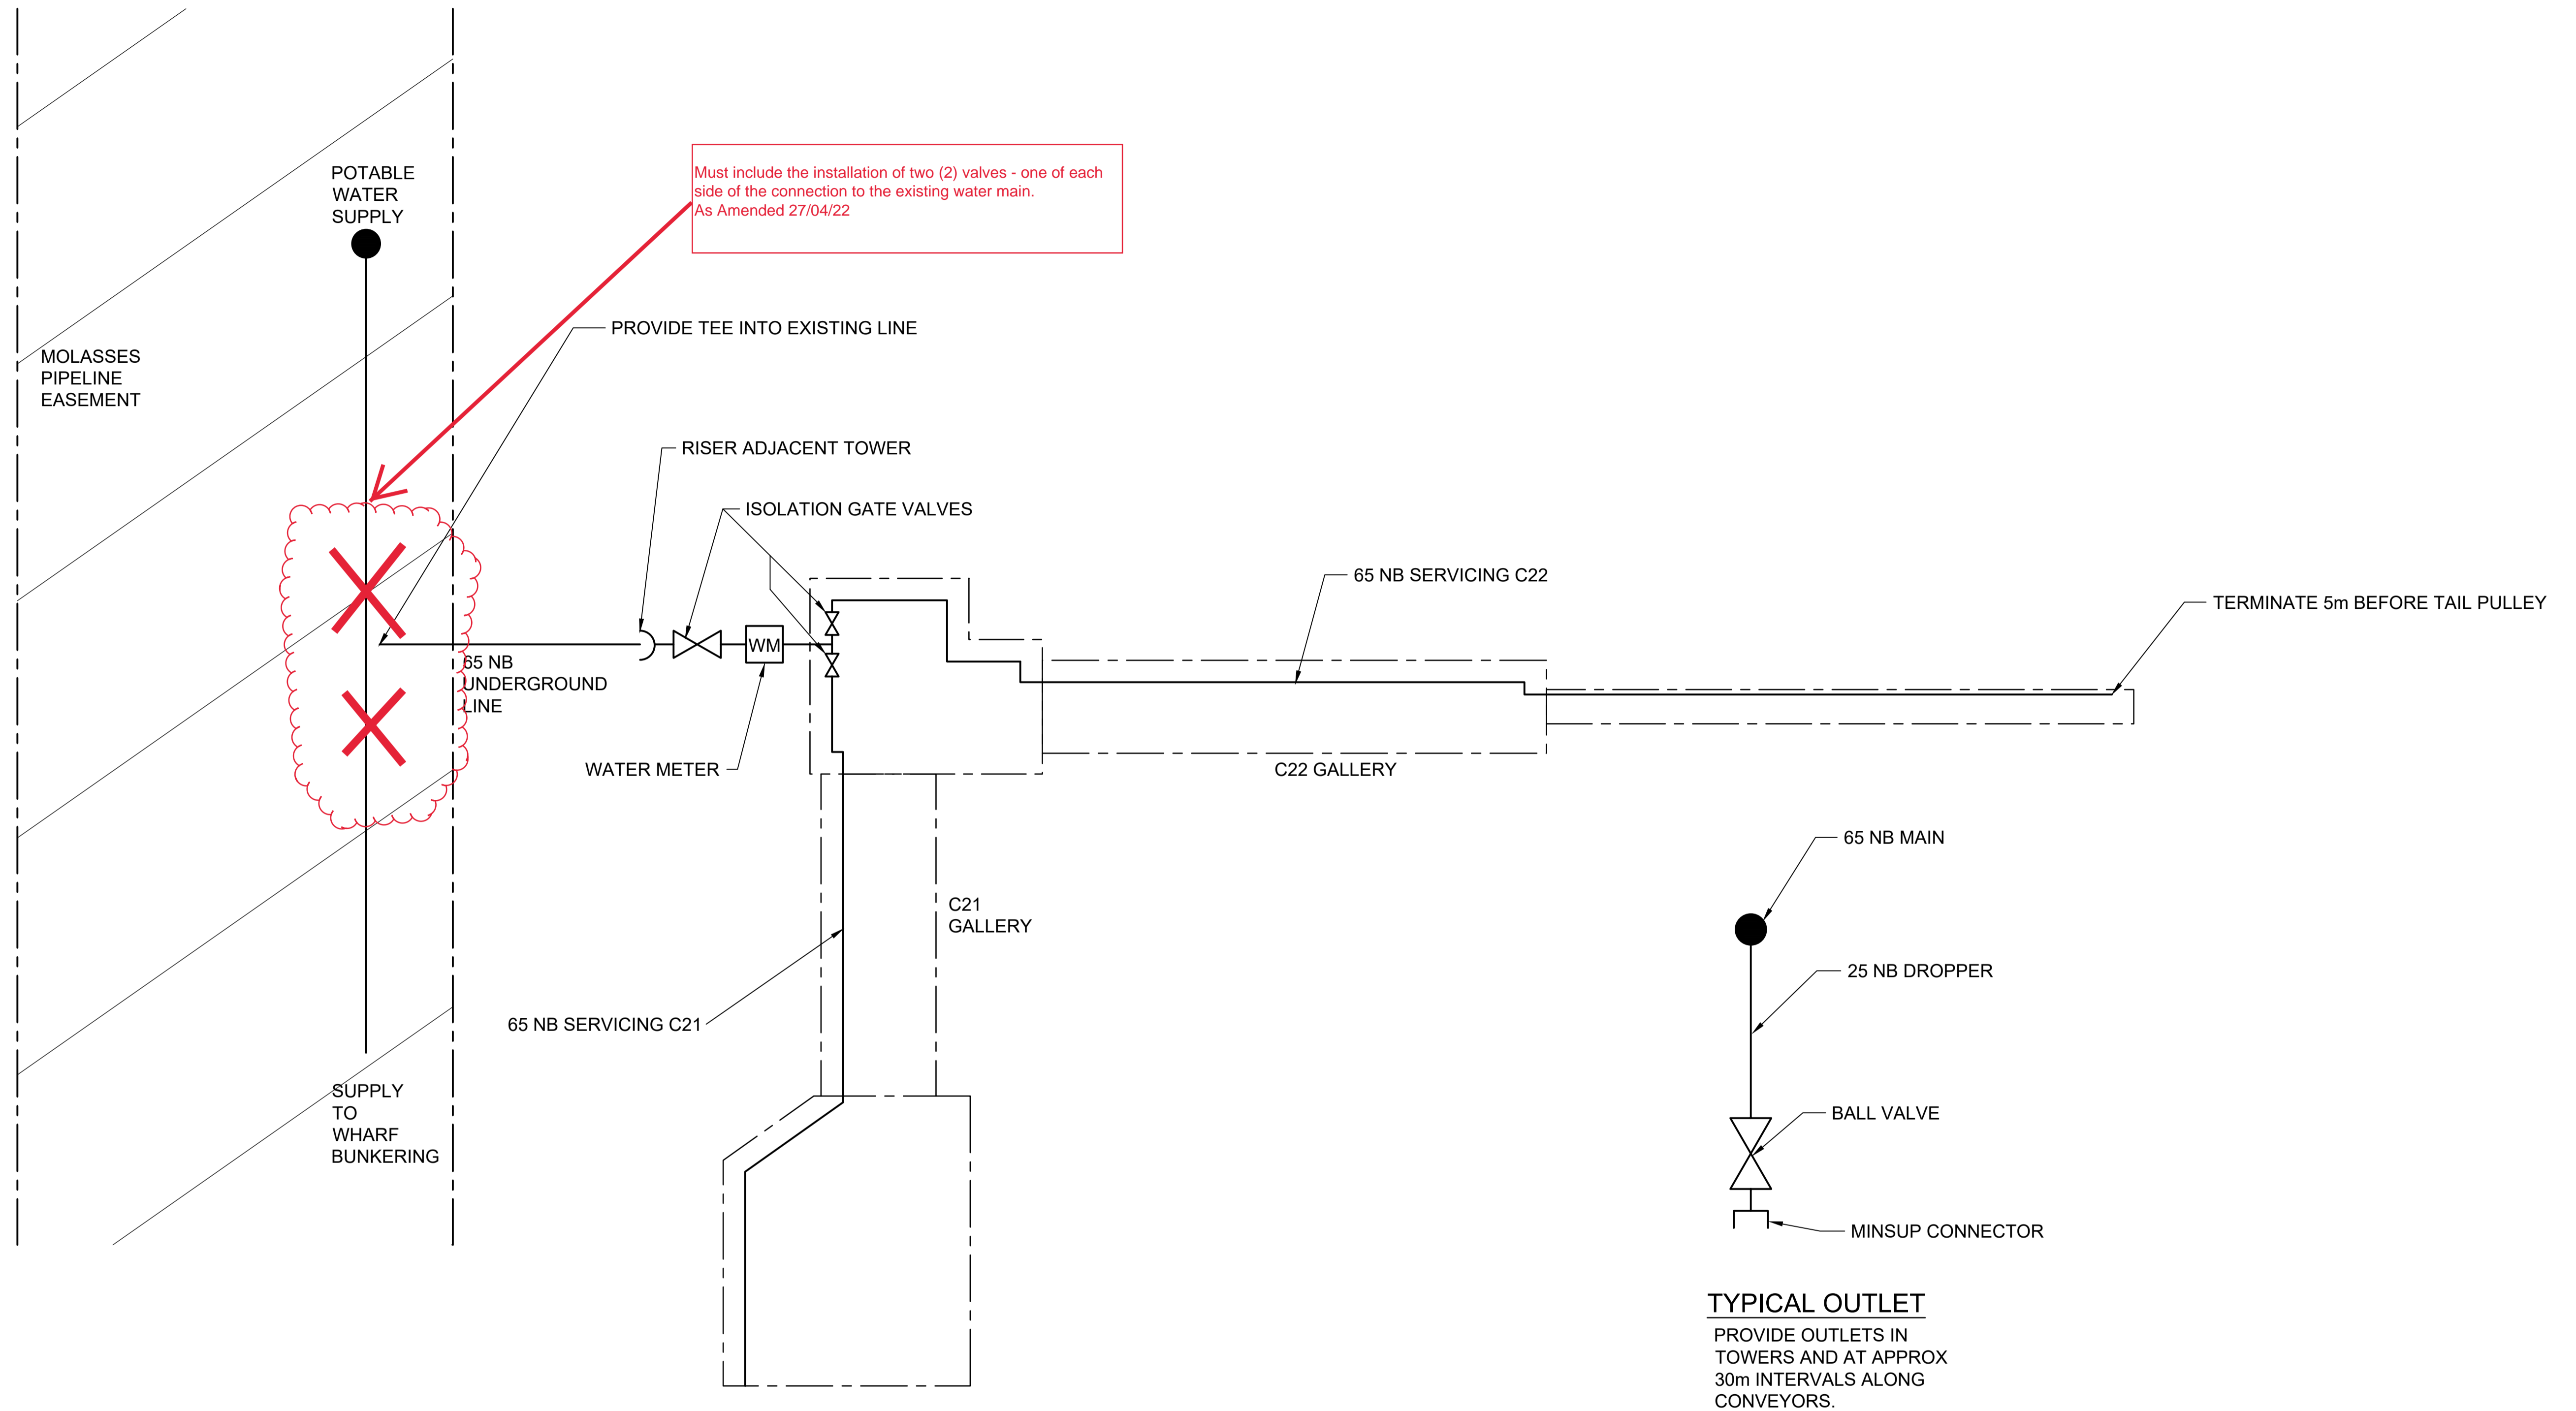 POTABLE
WATER
SUPPLY
Must include the installation of two (2) valves - one of each
side of the connection to the existing water main.
As Amended 27/04/22
PROVIDE TEE INTO EXISTING LINE
MOLASSES
PIPELINE
EASEMENT
RISER ADJACENT TOWER
ISOLATION GATE VALVES
65 NB SERVICING C22
TERMINATE 5m BEFORE TAIL PULLEY
WM
65 NB
UNDERGROUND
LINE
WATER METER
C22 GALLERY
65 NB MAIN
C21
GALLERY
25 NB DROPPER
65 NB SERVICING C21
SUPPLY
TO
WHARF
BUNKERING
BALL VALVE
MINSUP CONNECTOR
TYPICAL OUTLET
PROVIDE OUTLETS IN
TOWERS AND AT APPROX
30m INTERVALS ALONG
CONVEYORS.